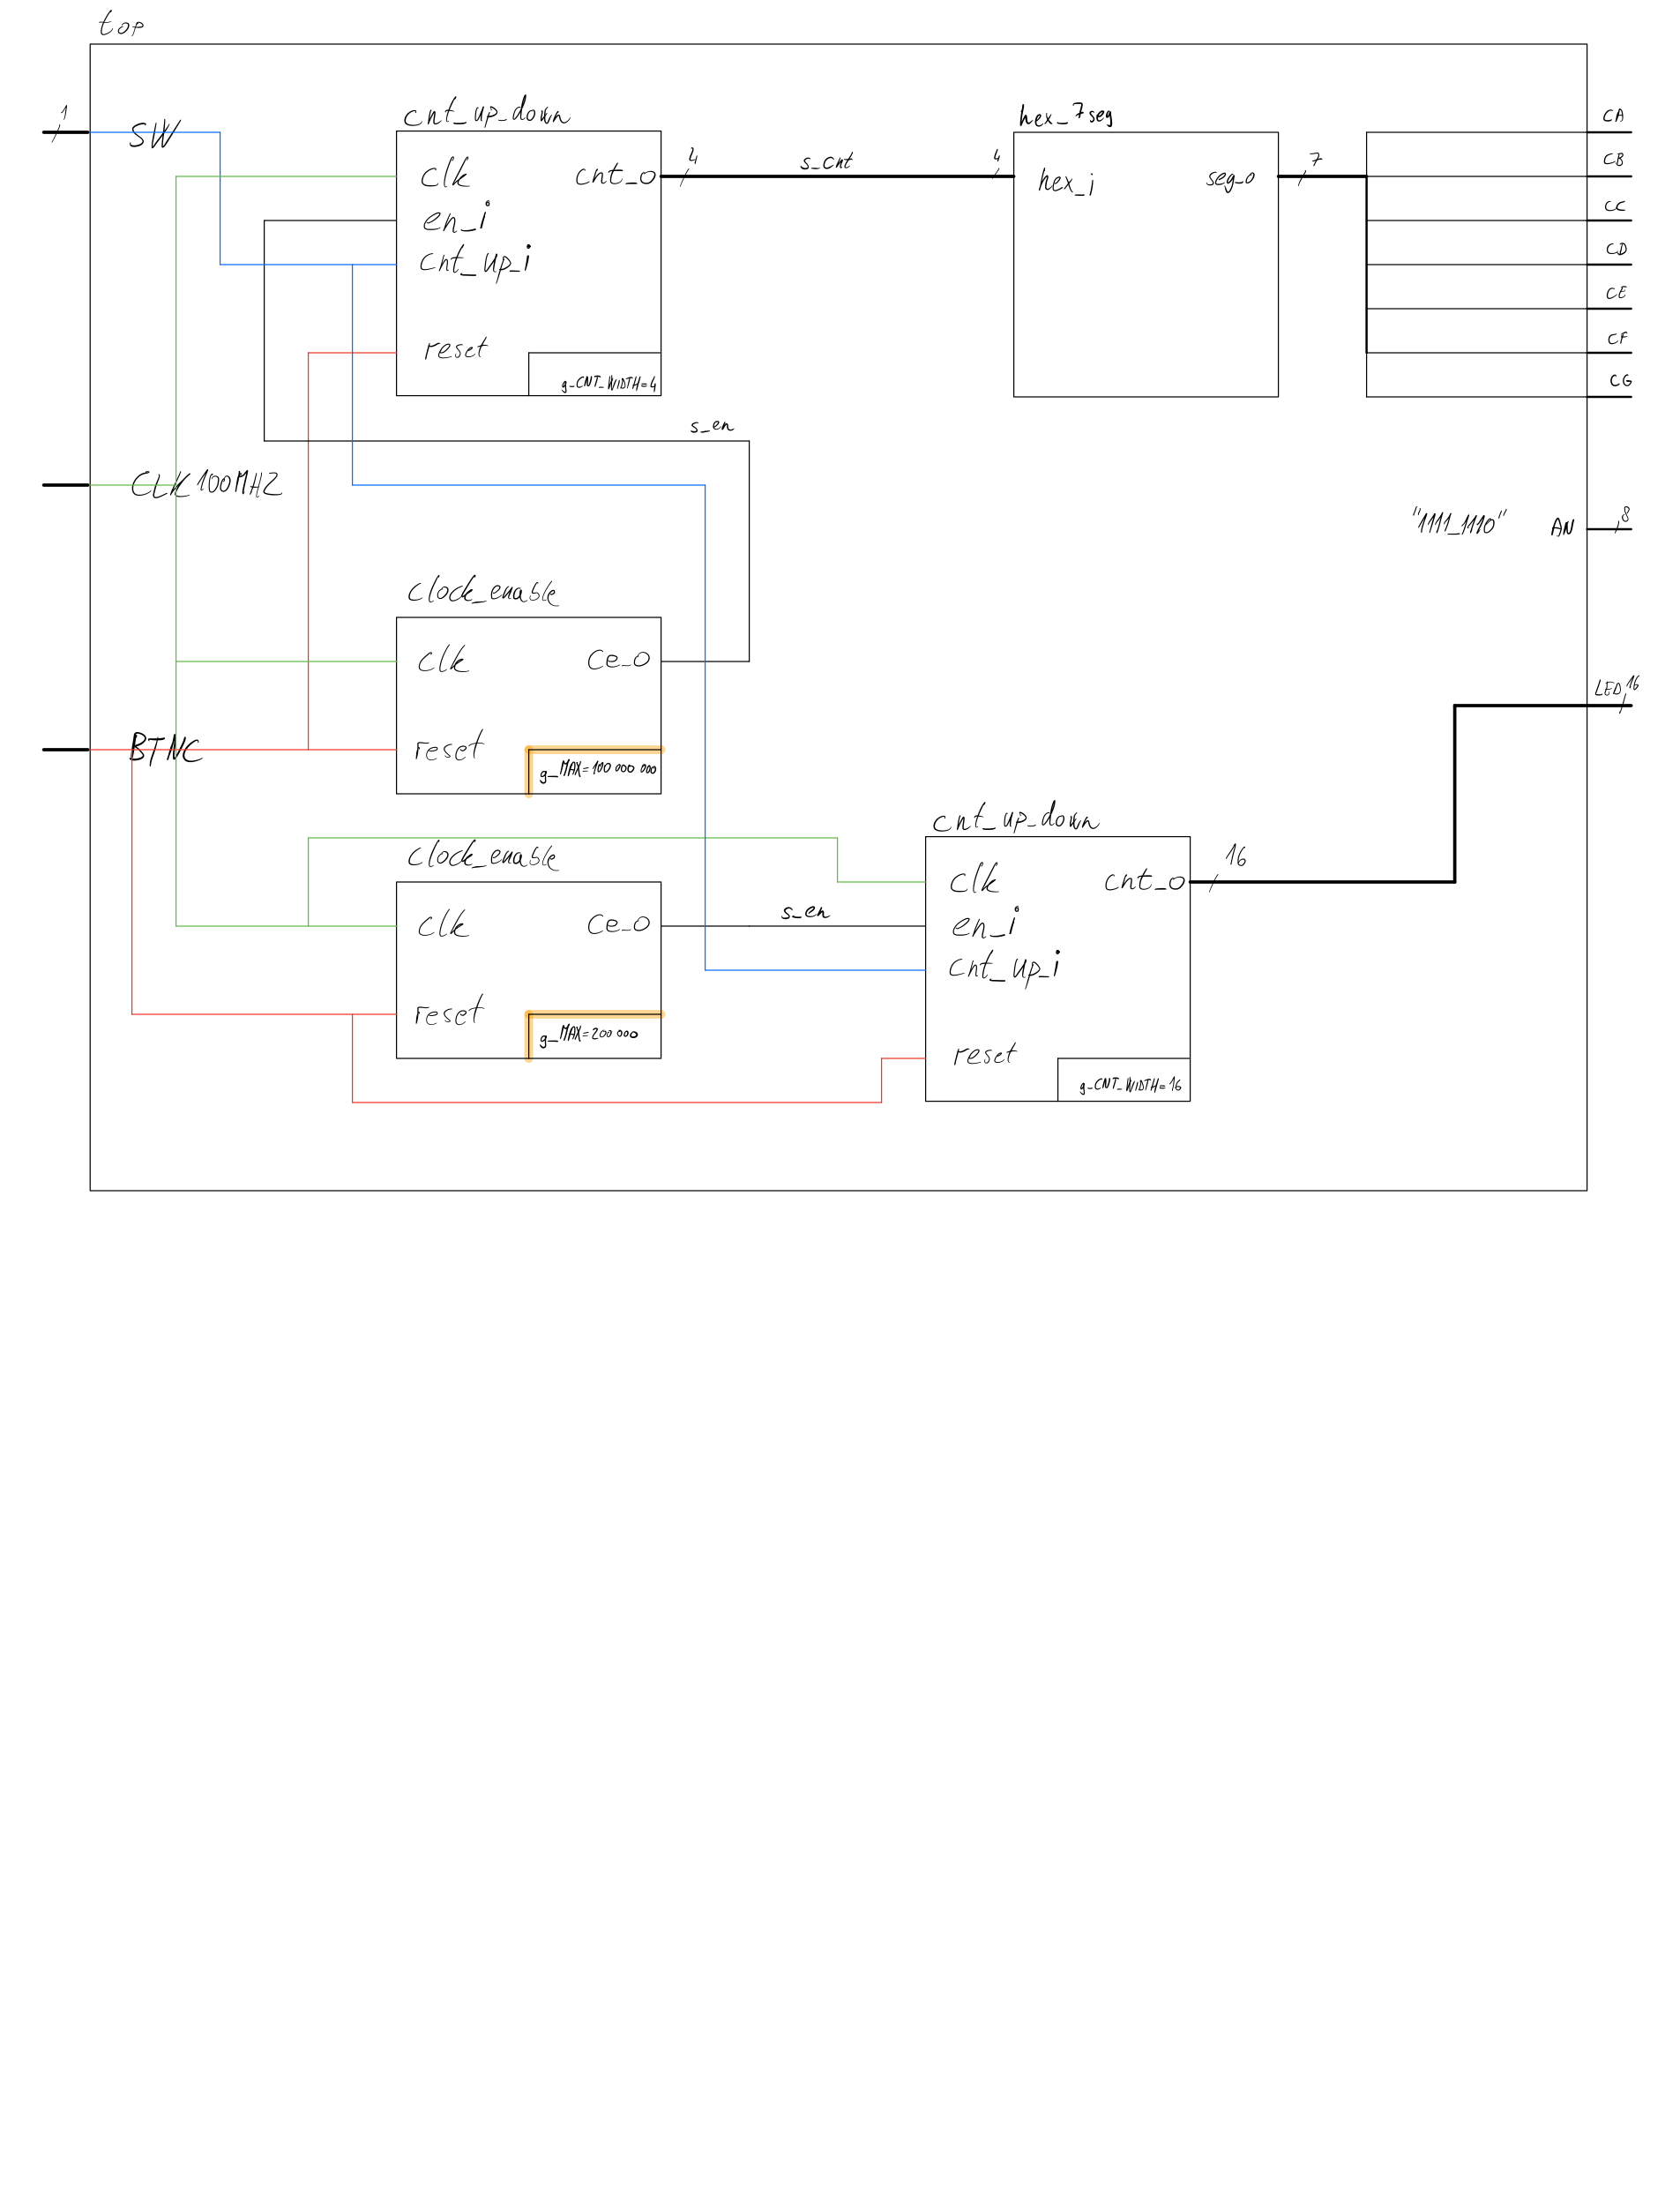 top
1
SW
cnt_up_down
clk
en_i
cnt_up_i
reset
cnt_o
g_CNT_WIDTH=4
4
s_cnt
4
hex_7seg
hex_i
seg_o
7
CA
CB
CC
CD
CE
CF
CG
s_en
CLK100MHZ
"1111_1110"
AN
8
clock_enable
clk
ce_o
reset
g_MAX=100 000 000
BTNC
LED
16
clock_enable
clk
ce_o
reset
g_MAX=200 000
s_en
cnt_up_down
clk
en_i
cnt_up_i
reset
cnt_o
g_CNT_WIDTH=16
16